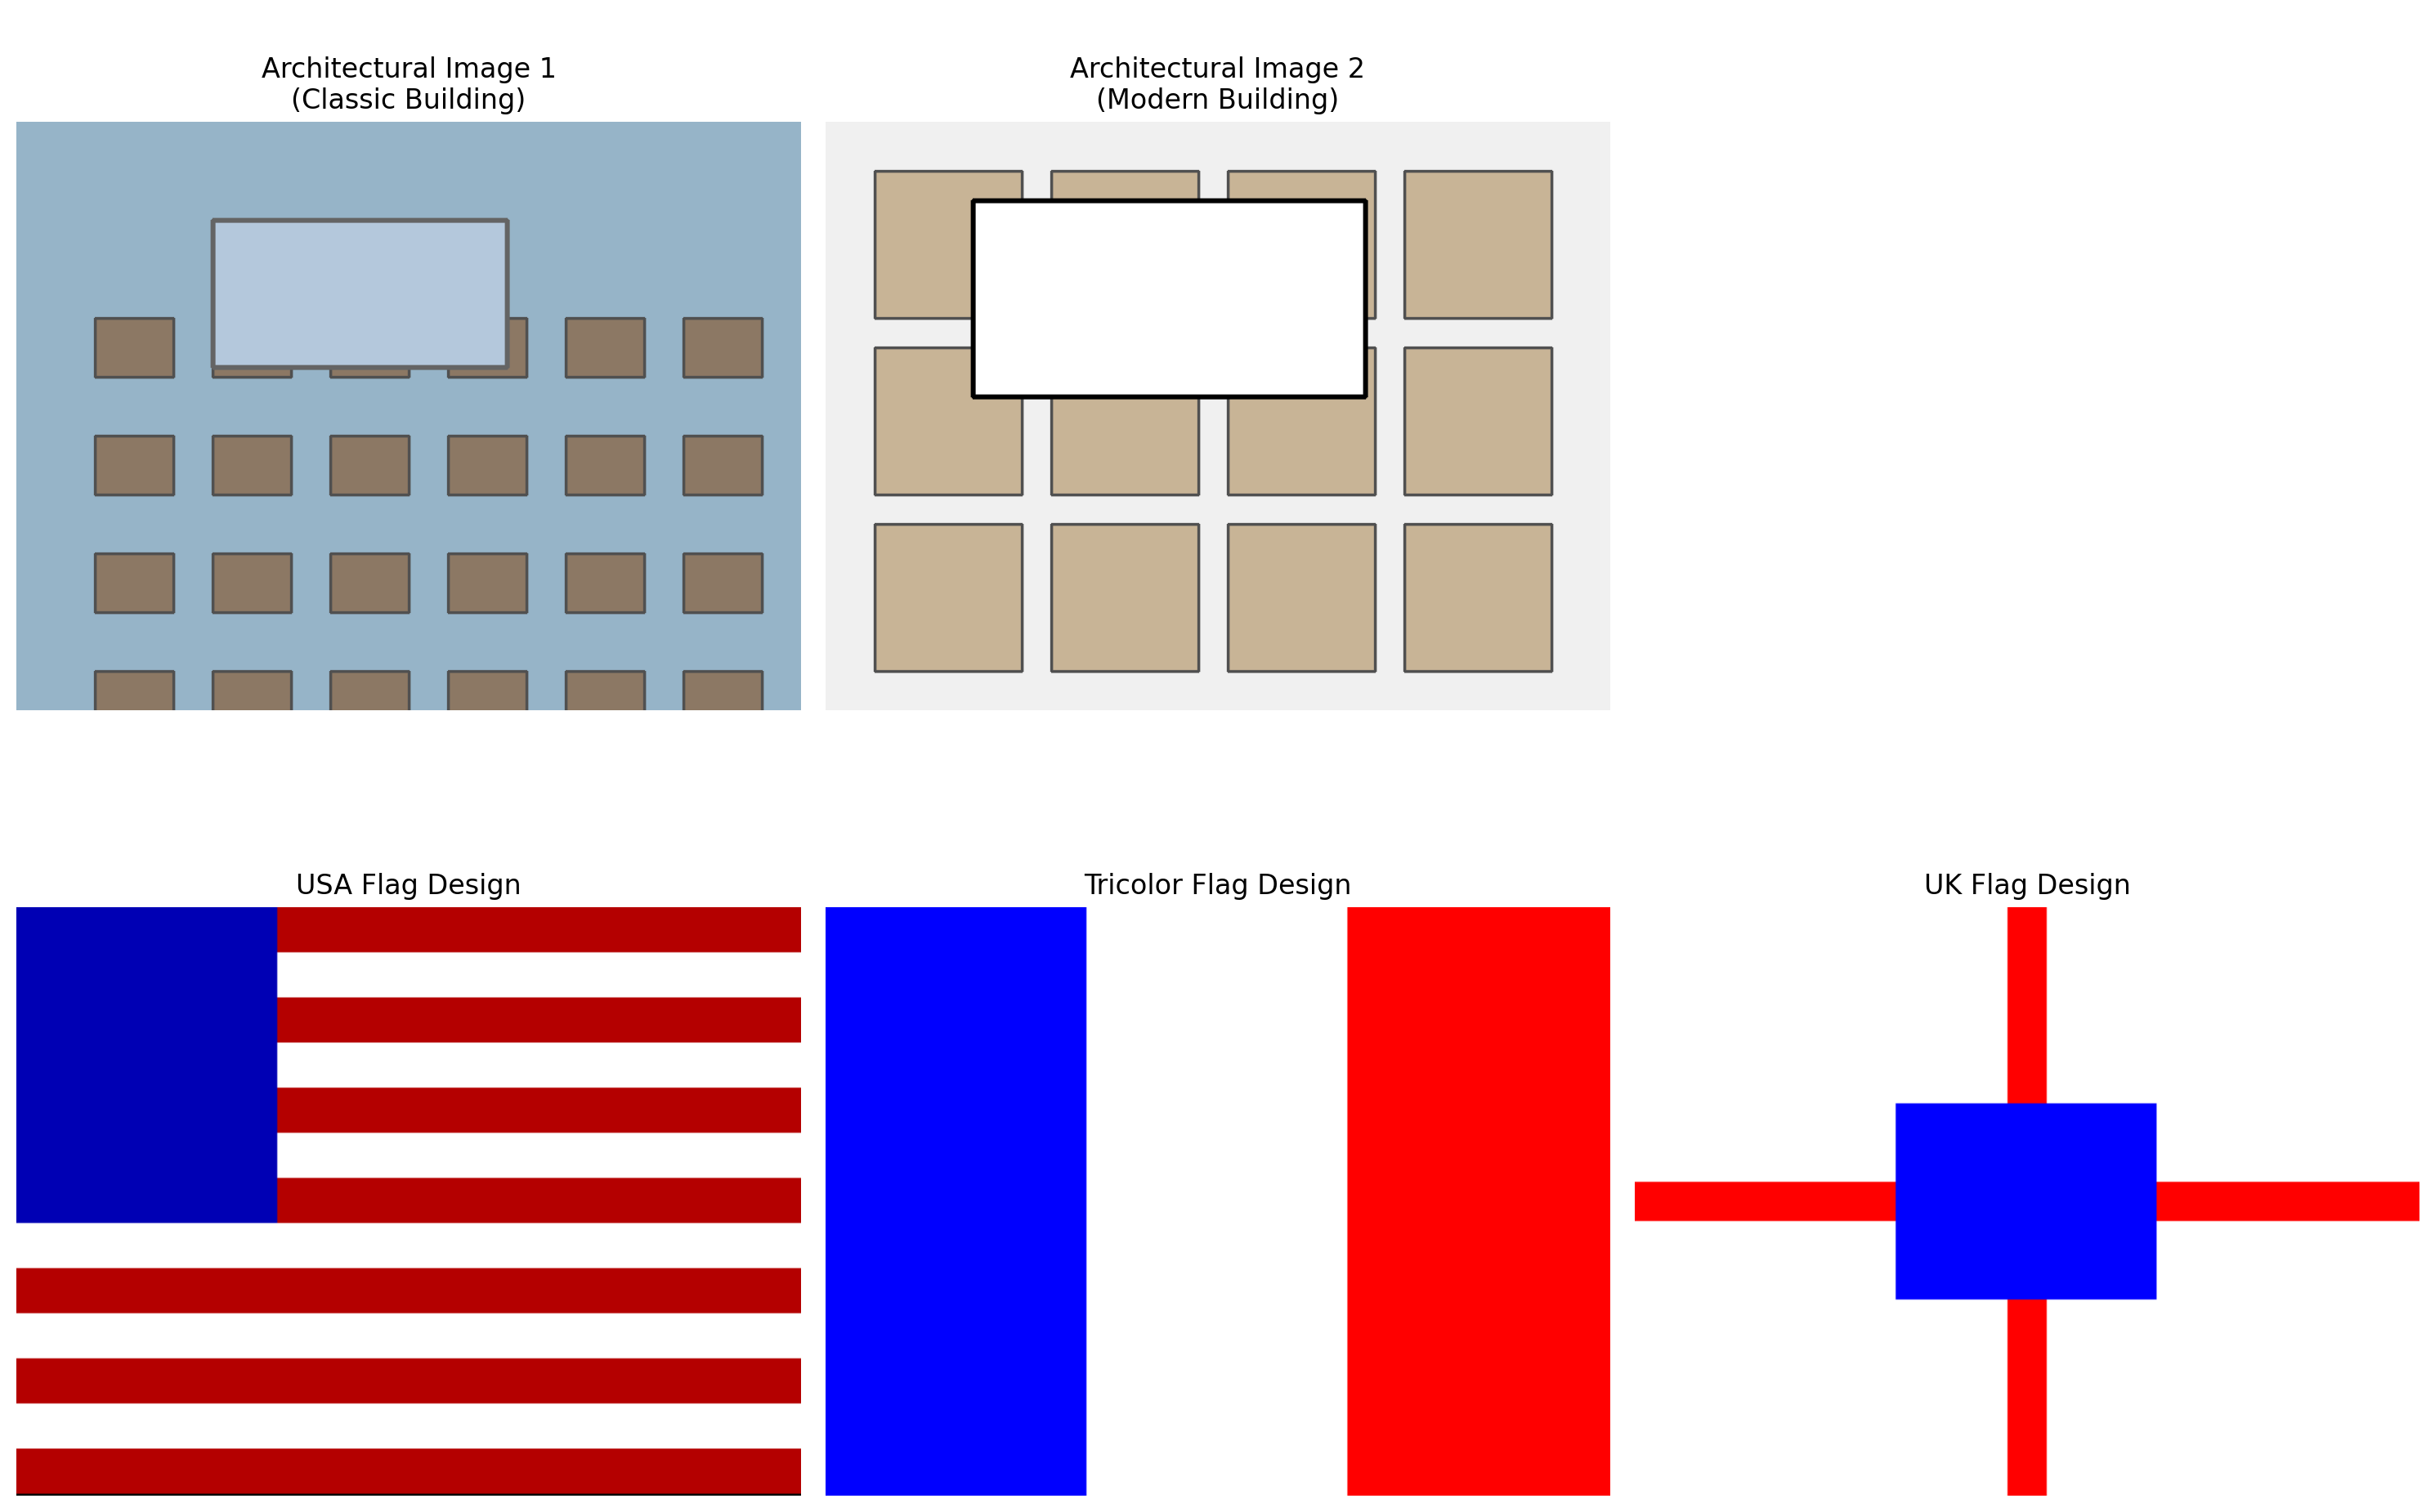 Architectural Image 1
(Classic Building)
Architectural Image 2
(Modern Building)
USA Flag Design
Tricolor Flag Design
UK Flag Design